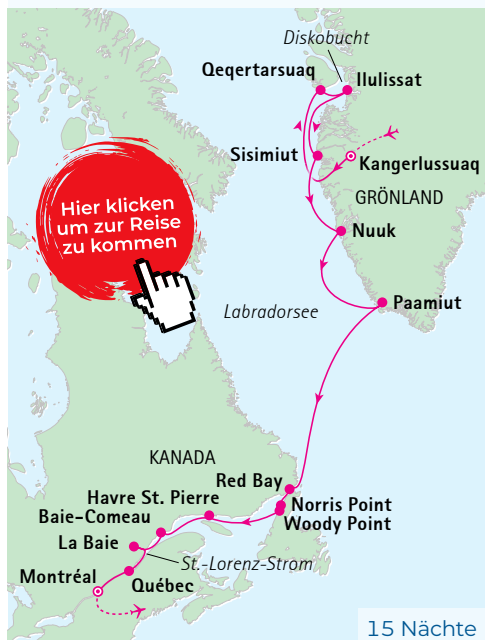 Diskobucht
Qeqertarsuaq
Ilulissat
Sisimiut
Kangerlussuaq
GRÖNLAND
Hier klicken
um zur Reise
zu kommen
Nuuk
Labradorsee
Paamiut
KANADA
Red Bay
Havre St. Pierre
Norris Point
Baie-Comeau
Woody Point
La Baie
St.-Lorenz-Strom
Montréal
Québec
15 Nächte